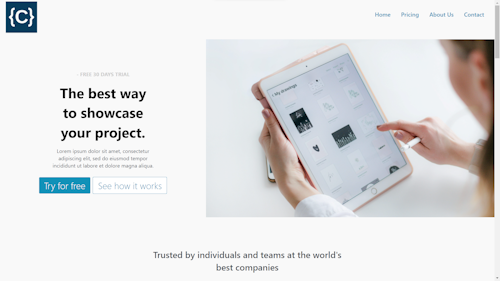 {C}
Home Pricing About Us Contact
- FREE 30 DAYS TRIAL
The best way
to showcase
your project.
Lorem ipsum dolor sit amet, consectetur
adipiscing elit, sed do eiusmod tempor
incididunt ut labore et dolore magna aliqua.
Try for free See how it works
My drawings
Trusted by individuals and teams at the world's
best companies